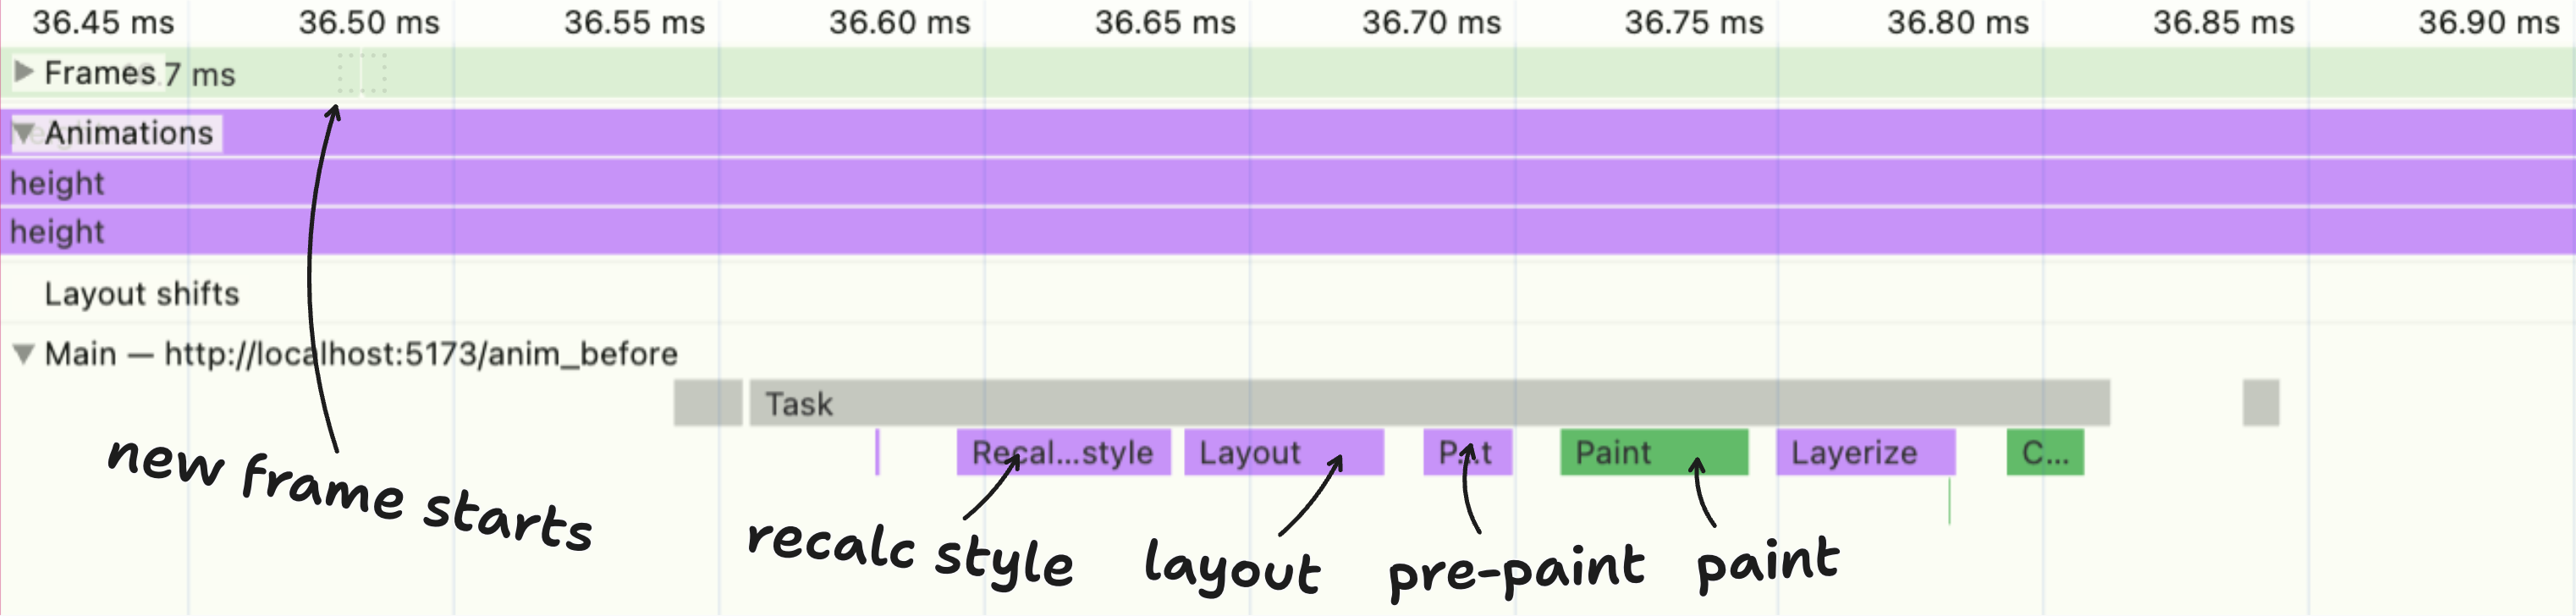 36.45 ms 36.50 ms 36.55 ms 36.60 ms 36.65 ms 36.70 ms 36.75 ms 36.80 ms 36.85 ms 36.90 ms
Frames .7 ms
Animations
height
height
Layout shifts
Main — http://localhost:5173/anim_before
Task
Recal...style Layout P...t Paint Layerize C...
new frame starts
recalc style layout pre-paint paint